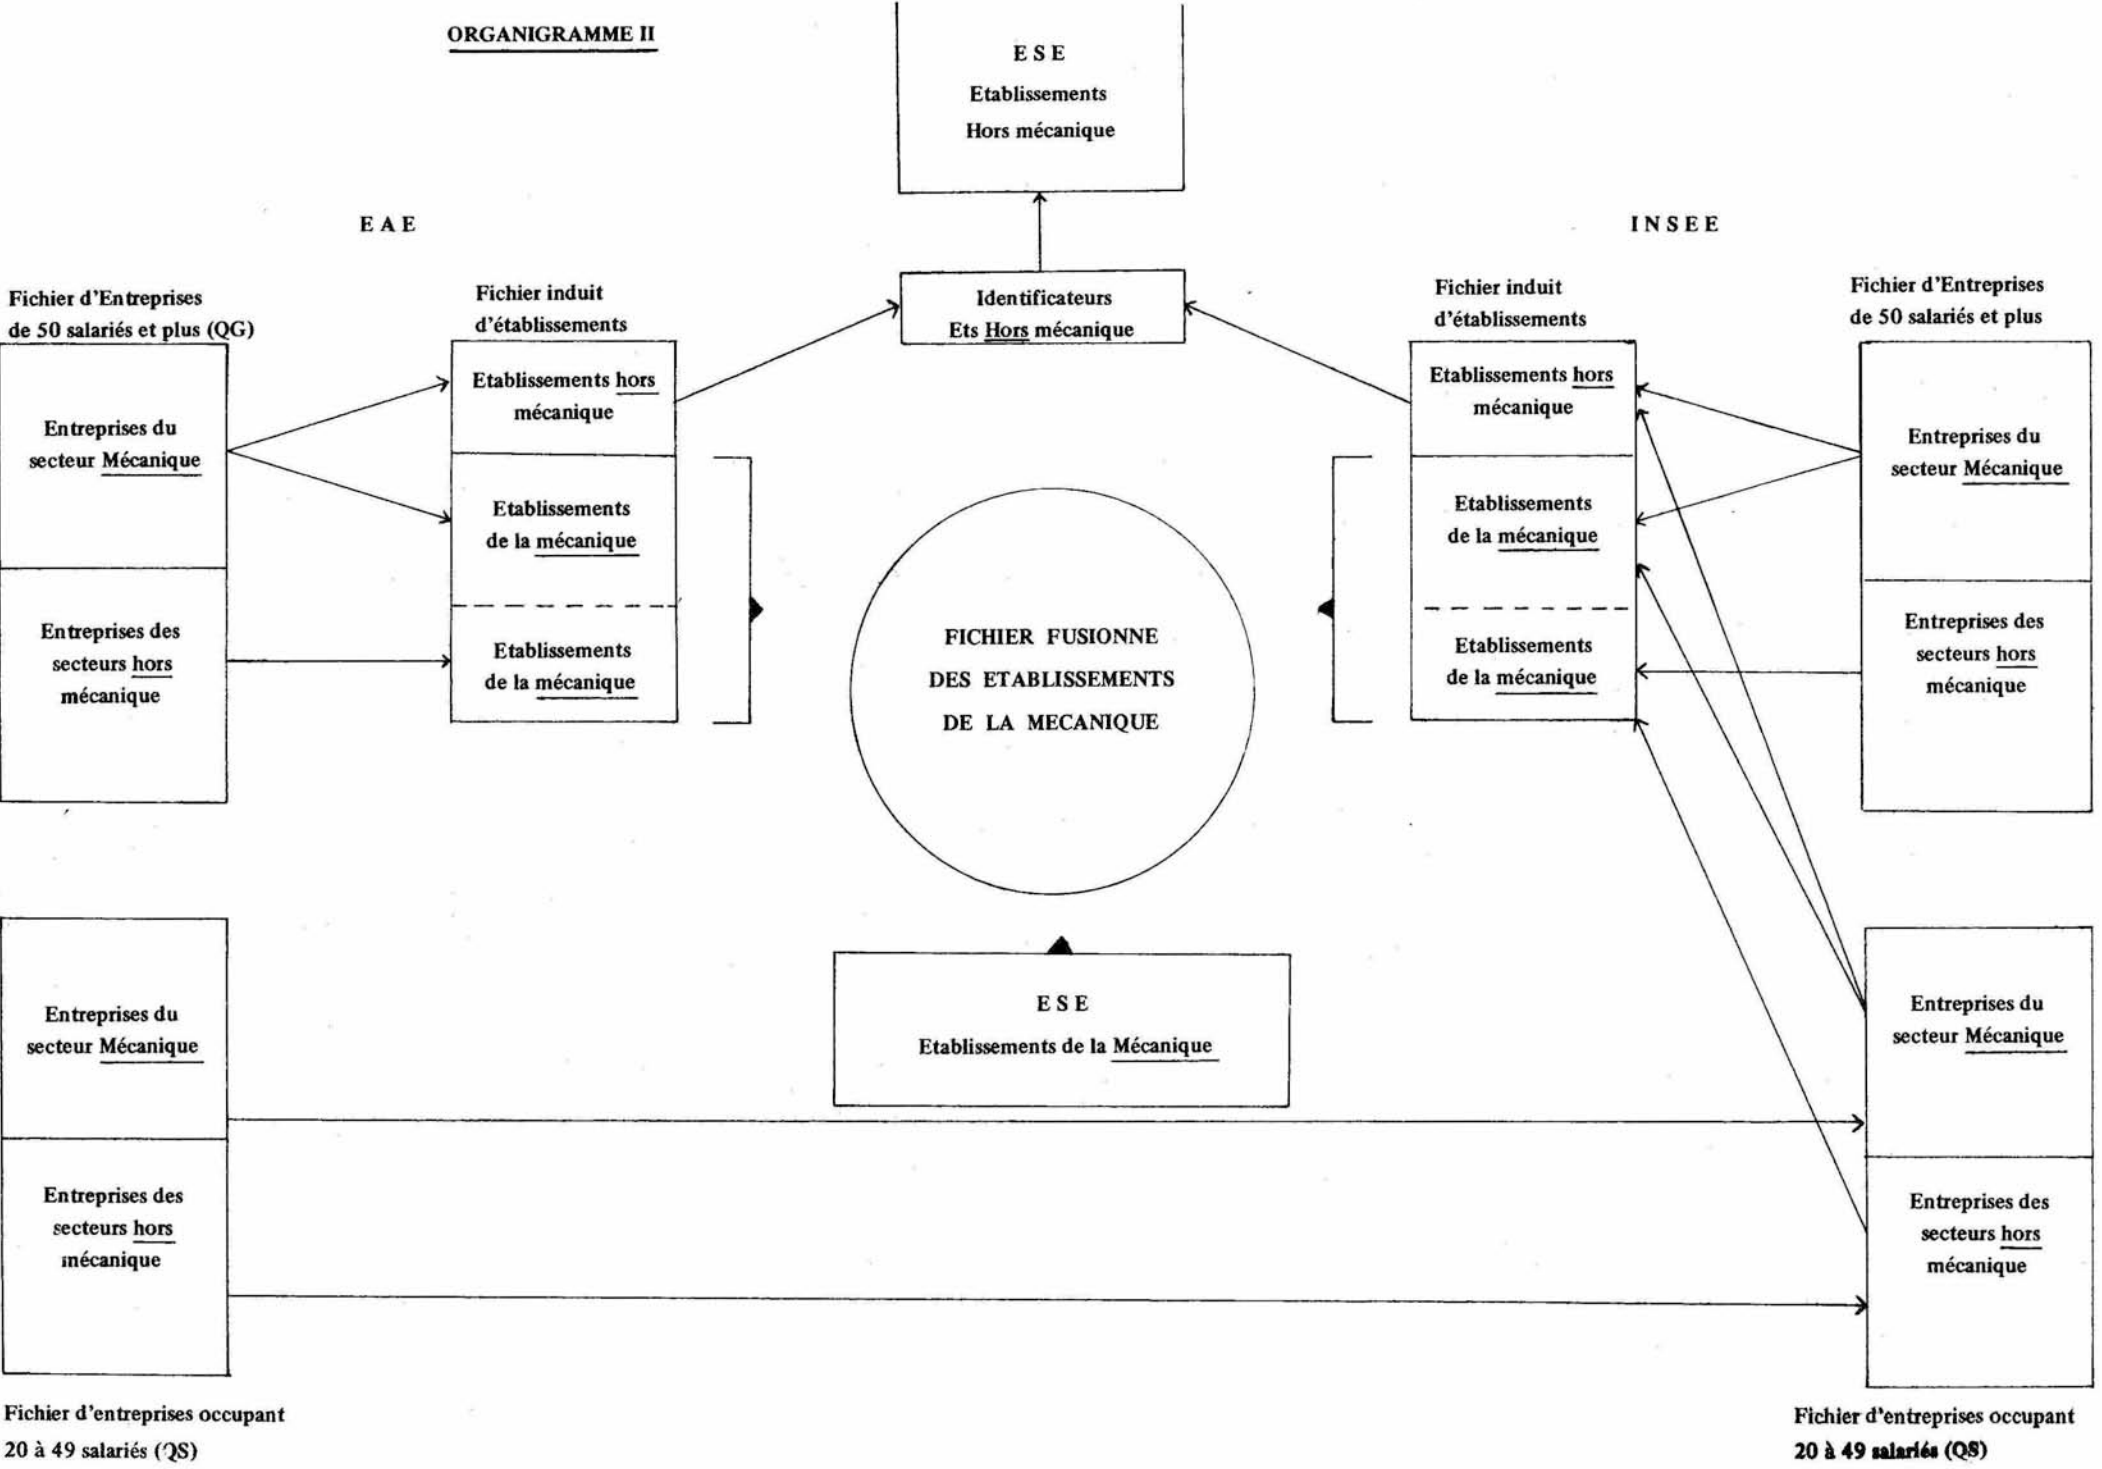 ORGANIGRAMME II
E S E
Etablissements
Hors mécanique
E A E
I N S E E
Fichier d'Entreprises
de 50 salariés et plus (QG)
Fichier induit
d'établissements
Identificateurs
Ets Hors mécanique
Fichier induit
d'établissements
Fichier d'Entreprises
de 50 salariés et plus
Entreprises du
secteur Mécanique
Entreprises des
secteurs hors
mécanique
Etablissements hors
mécanique
Etablissements
de la mécanique
Etablissements
de la mécanique
FICHIER FUSIONNE
DES ETABLISSEMENTS
DE LA MECANIQUE
Etablissements hors
mécanique
Etablissements
de la mécanique
Etablissements
de la mécanique
Entreprises du
secteur Mécanique
Entreprises des
secteurs hors
mécanique
Entreprises du
secteur Mécanique
Entreprises des
secteurs hors
mécanique
E S E
Etablissements de la Mécanique
Entreprises du
secteur Mécanique
Entreprises des
secteurs hors
mécanique
Fichier d'entreprises occupant
20 à 49 salariés (QS)
Fichier d'entreprises occupant
20 à 49 salariés (QS)